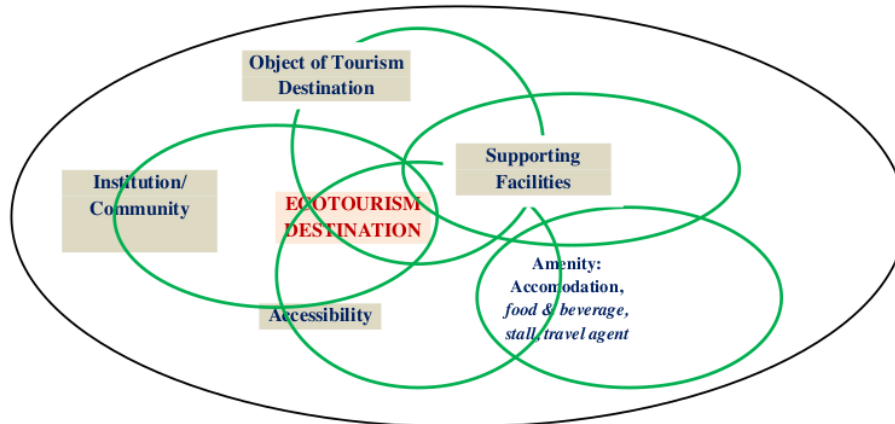 Object of Tourism
Destination
Supporting
Facilities
Institution/
Community
ECOTOURISM
DESTINATION
Amenity:
Accomodation,
food & beverage,
stall, travel agent
Accessibility